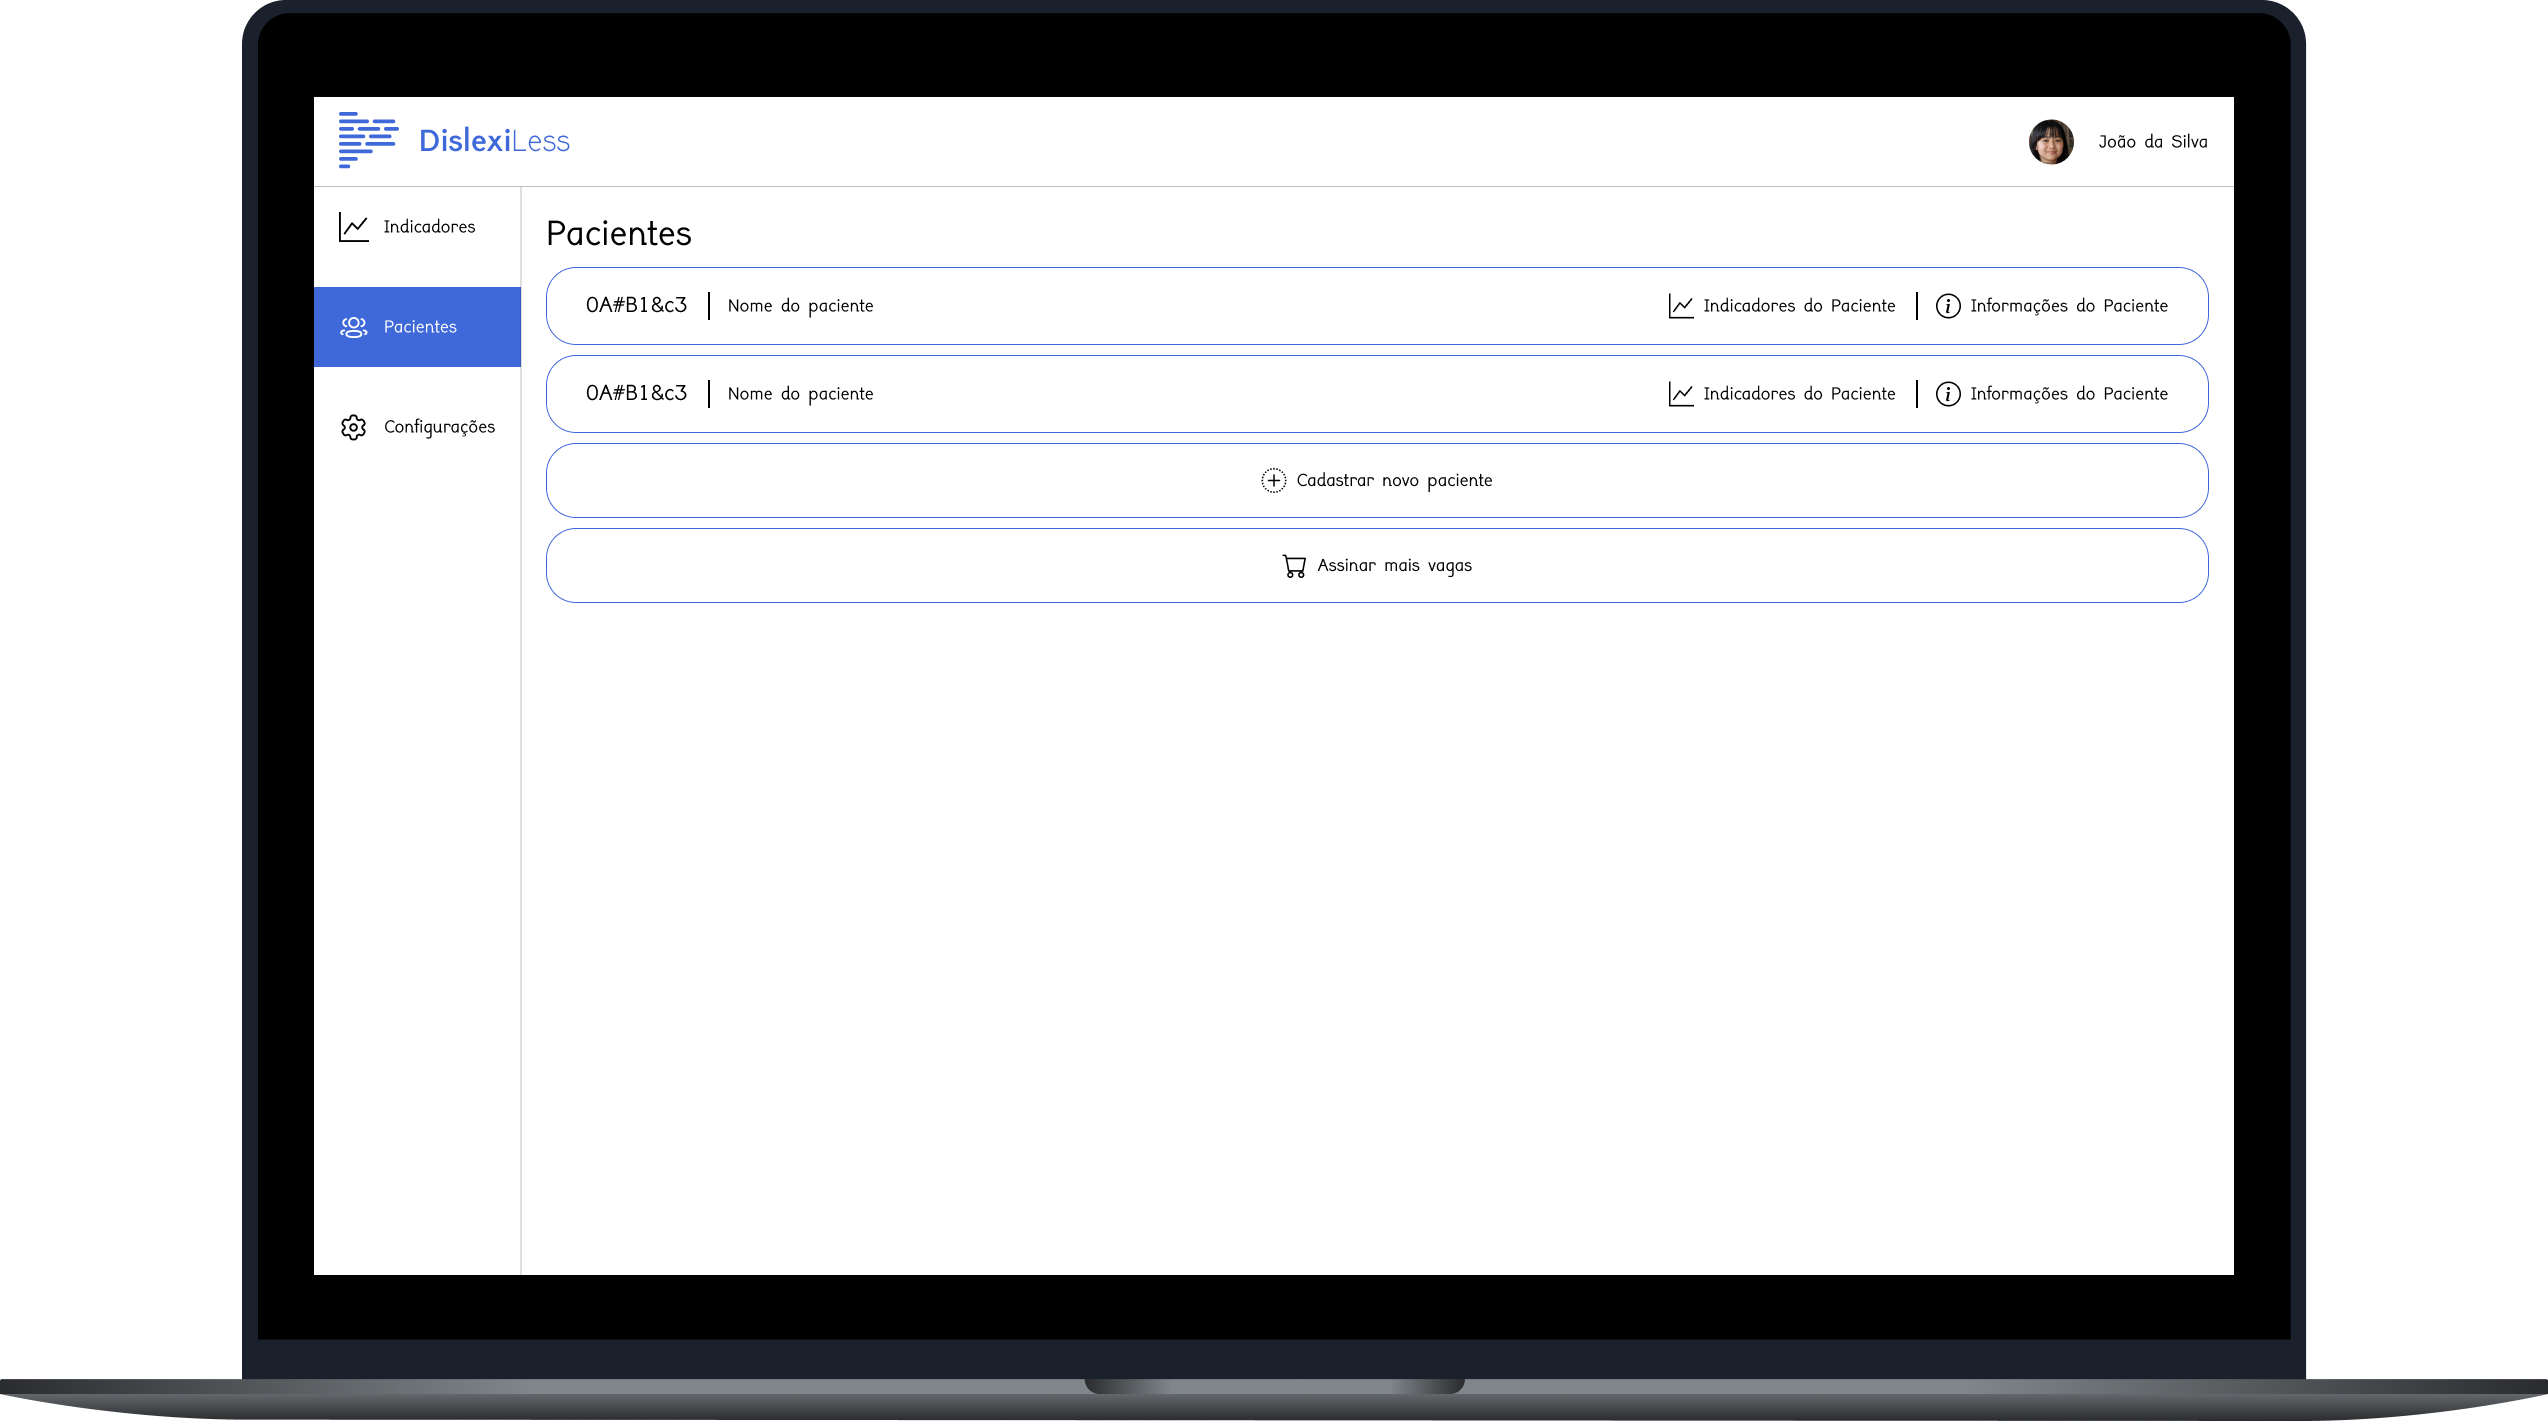 DislexiLess
João da Silva
Indicadores
Pacientes
Configurações
Pacientes
0A#B1&c3 | Nome do paciente Indicadores do Paciente | Informações do Paciente
0A#B1&c3 | Nome do paciente Indicadores do Paciente | Informações do Paciente
Cadastrar novo paciente
Assinar mais vagas